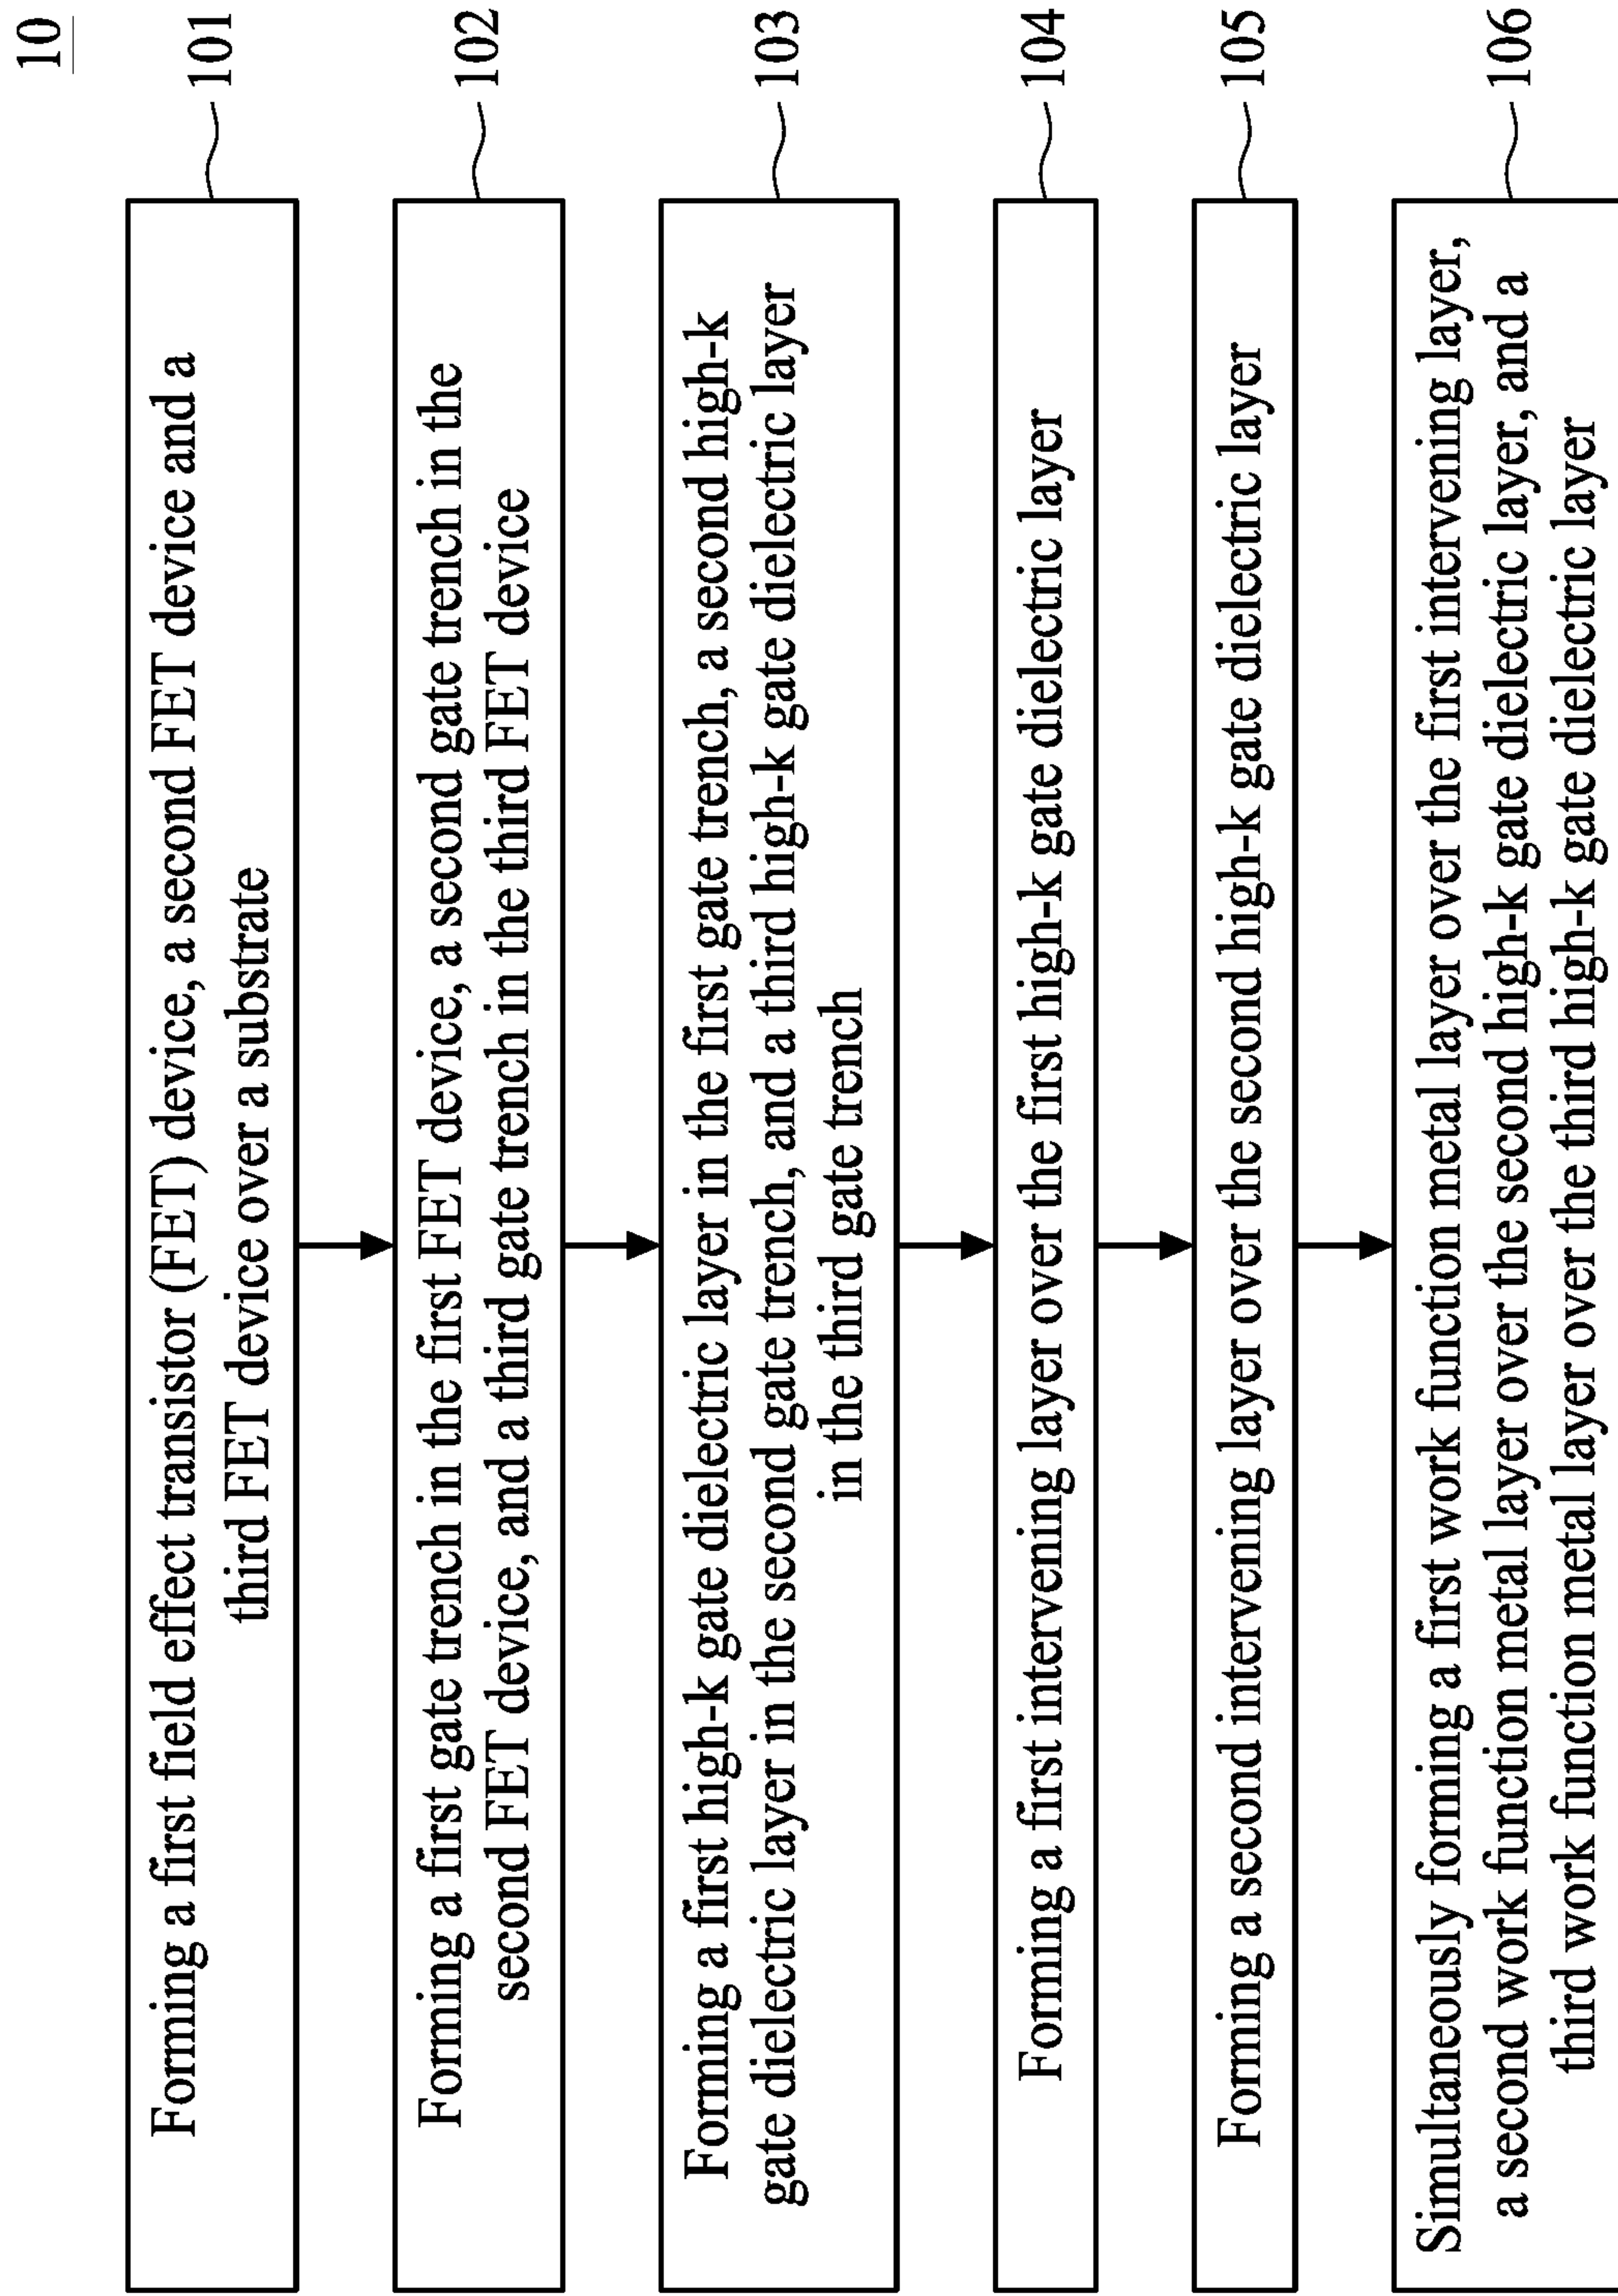 10
Forming a first field effect transistor (FET) device, a second FET device and a
third FET device over a substrate
101
Forming a first gate trench in the first FET device, a second gate trench in the
second FET device, and a third gate trench in the third FET device
102
Forming a first high-k gate dielectric layer in the first gate trench, a second high-k
gate dielectric layer in the second gate trench, and a third high-k gate dielectric layer
in the third gate trench
103
Forming a first intervening layer over the first high-k gate dielectric layer
104
Forming a second intervening layer over the second high-k gate dielectric layer
105
Simultaneously forming a first work function metal layer over the first intervening layer,
a second work function metal layer over the second high-k gate dielectric layer, and a
third work function metal layer over the third high-k gate dielectric layer
106